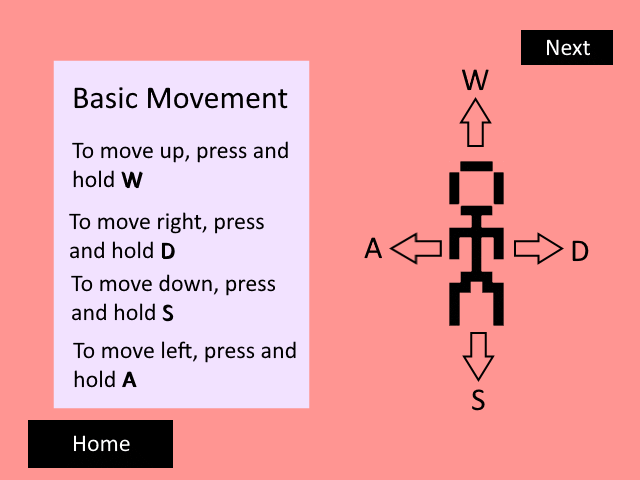 Next
Basic Movement
To move up, press and
hold W
To move right, press
and hold D
To move down, press
and hold S
To move left, press and
hold A
W
A
D
S
Home